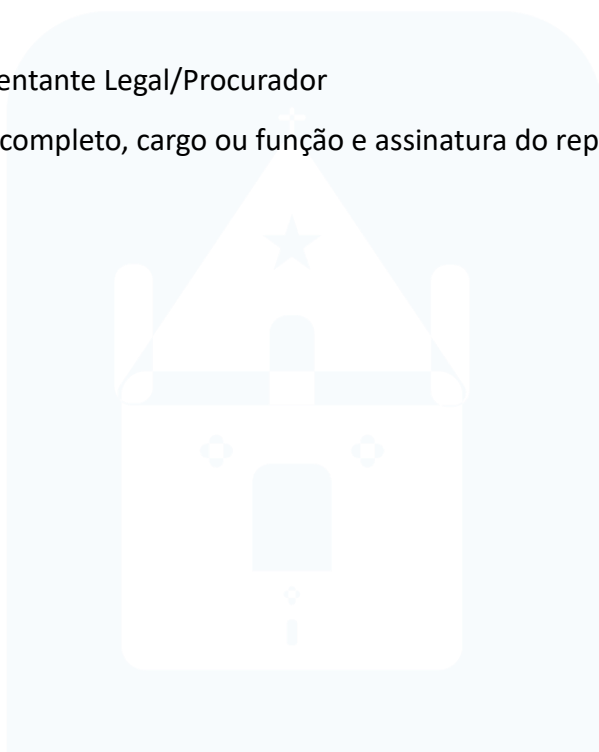 entante Legal/Procurador
completo, cargo ou função e assinatura do rep